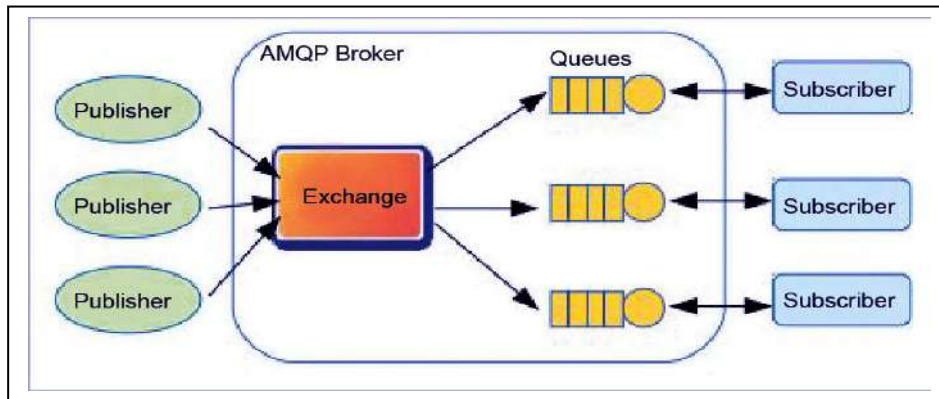 AMQP Broker
Queues
Publisher
Subscriber
Publisher
Exchange
Subscriber
Publisher
Subscriber